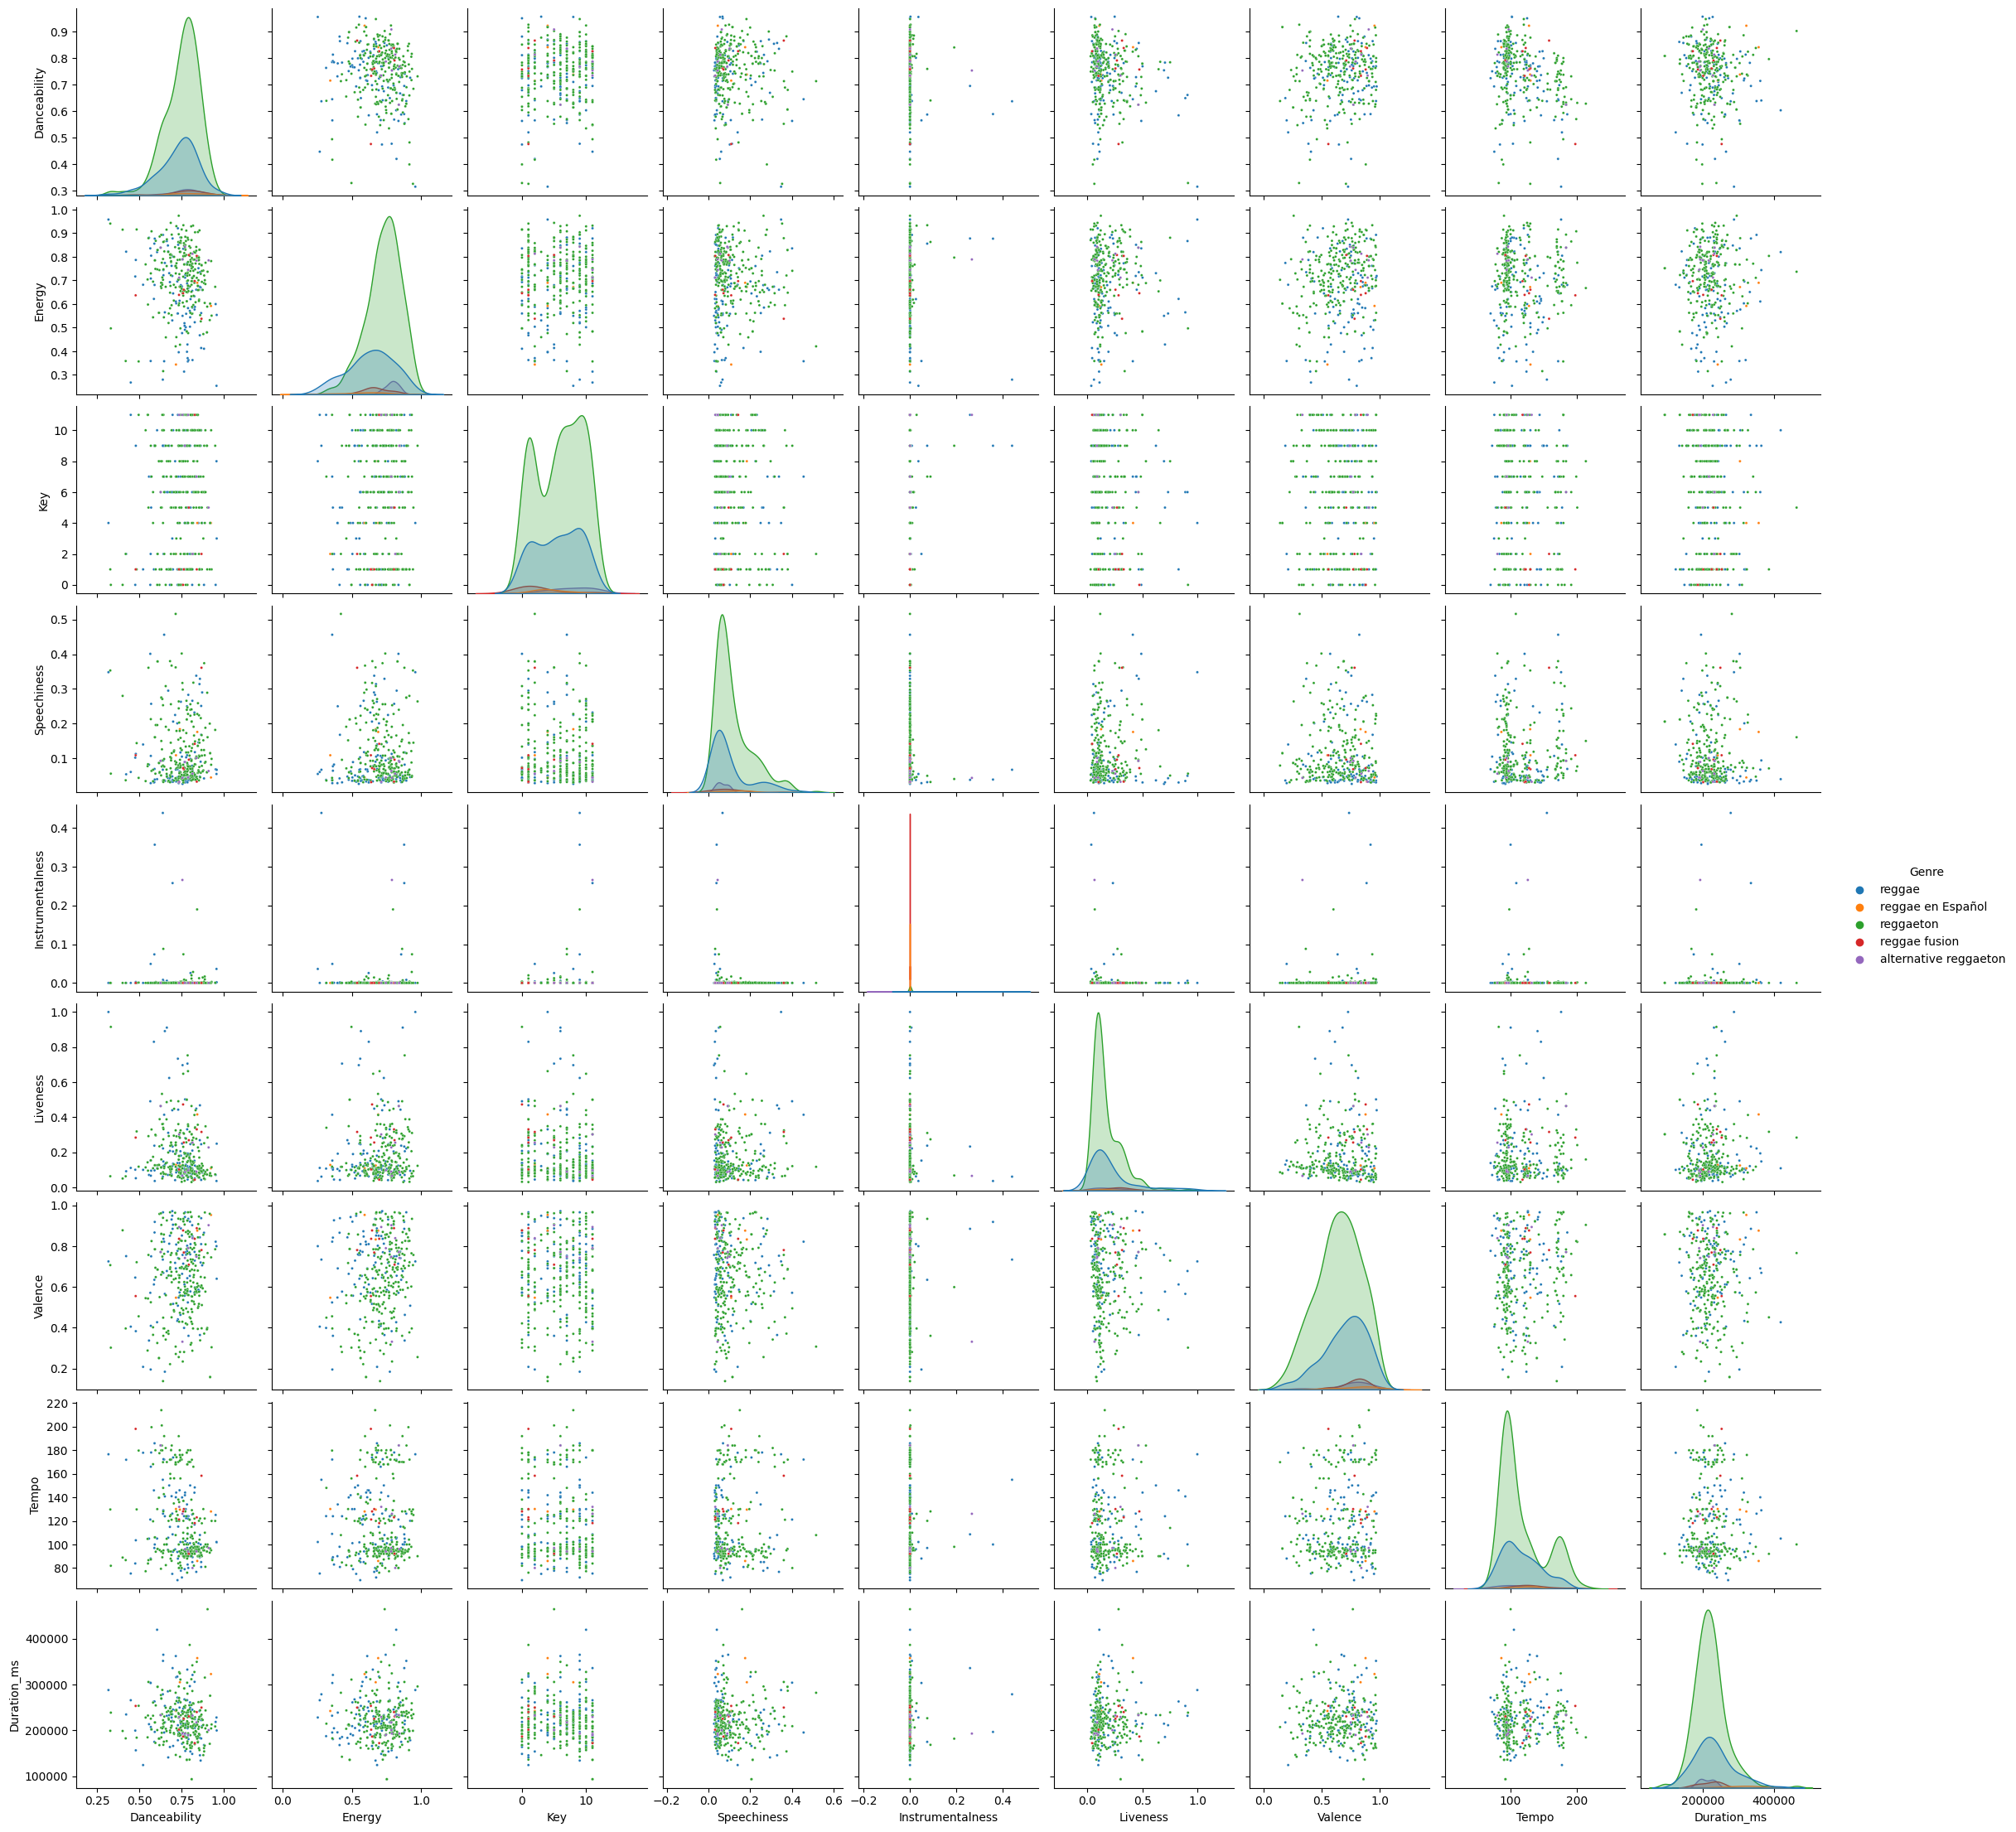 0.9
0.8
0.7
0.6
0.5
0.4
0.3
Danceability
1.0
0.9
0.8
0.7
0.6
0.5
0.4
0.3
Energy
10
8
6
4
2
0
Key
0.5
0.4
0.3
0.2
0.1
Speechiness
0.4
0.3
0.2
0.1
0.0
Instrumentalness
Genre
reggae
reggae en Español
reggaeton
reggae fusion
alternative reggaeton
1.0
0.8
0.6
0.4
0.2
0.0
Liveness
1.0
0.8
0.6
0.4
0.2
Valence
220
200
180
160
140
120
100
80
Tempo
400000
300000
200000
100000
Duration_ms
0.25 0.50 0.75 1.00
Danceability
0.0 0.5 1.0
Energy
0 10
Key
−0.2 0.0 0.2 0.4 0.6
Speechiness
−0.2 0.0 0.2 0.4
Instrumentalness
0.0 0.5 1.0
Liveness
0.0 0.5 1.0
Valence
100 200
Tempo
200000 400000
Duration_ms